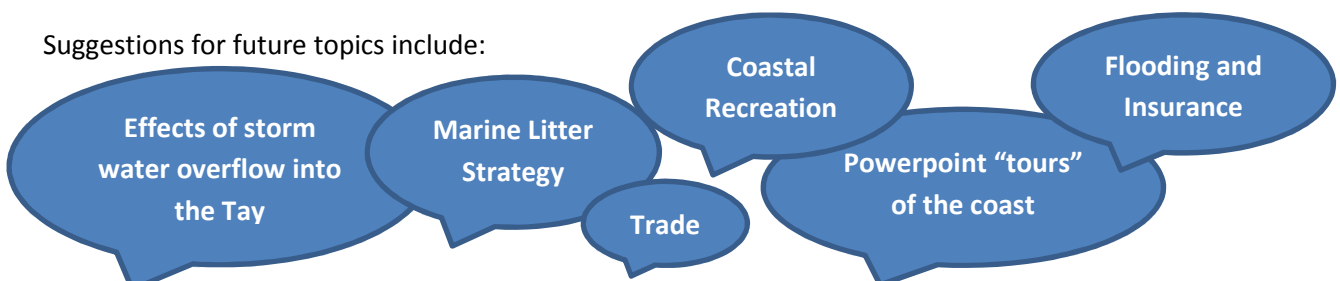 Suggestions for future topics include:
Effects of storm
water overflow into
the Tay
Marine Litter
Strategy
Trade
Coastal
Recreation
Powerpoint “tours”
of the coast
Flooding and
Insurance